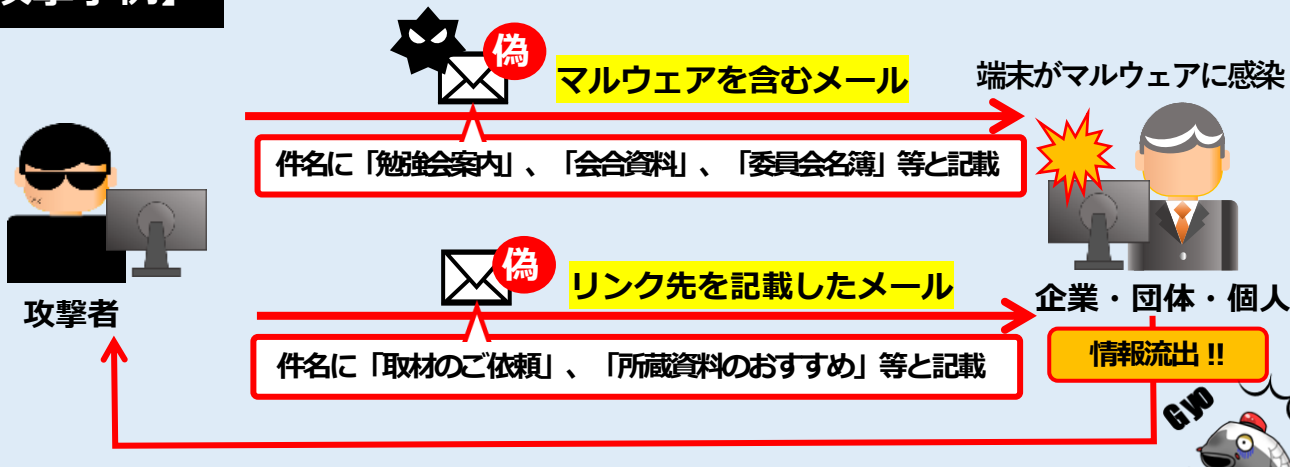 攻撃事例】
偽
マルウェアを含むメール
端末がマルウェアに感染
件名に「勉強会案内」、「会合資料」、「委員会名簿」等と記載
偽
リンク先を記載したメール
攻撃者
企業・団体・個人
件名に「取材のご依頼」、「所蔵資料のおすすめ」等と記載
情報流出!!
Gyo